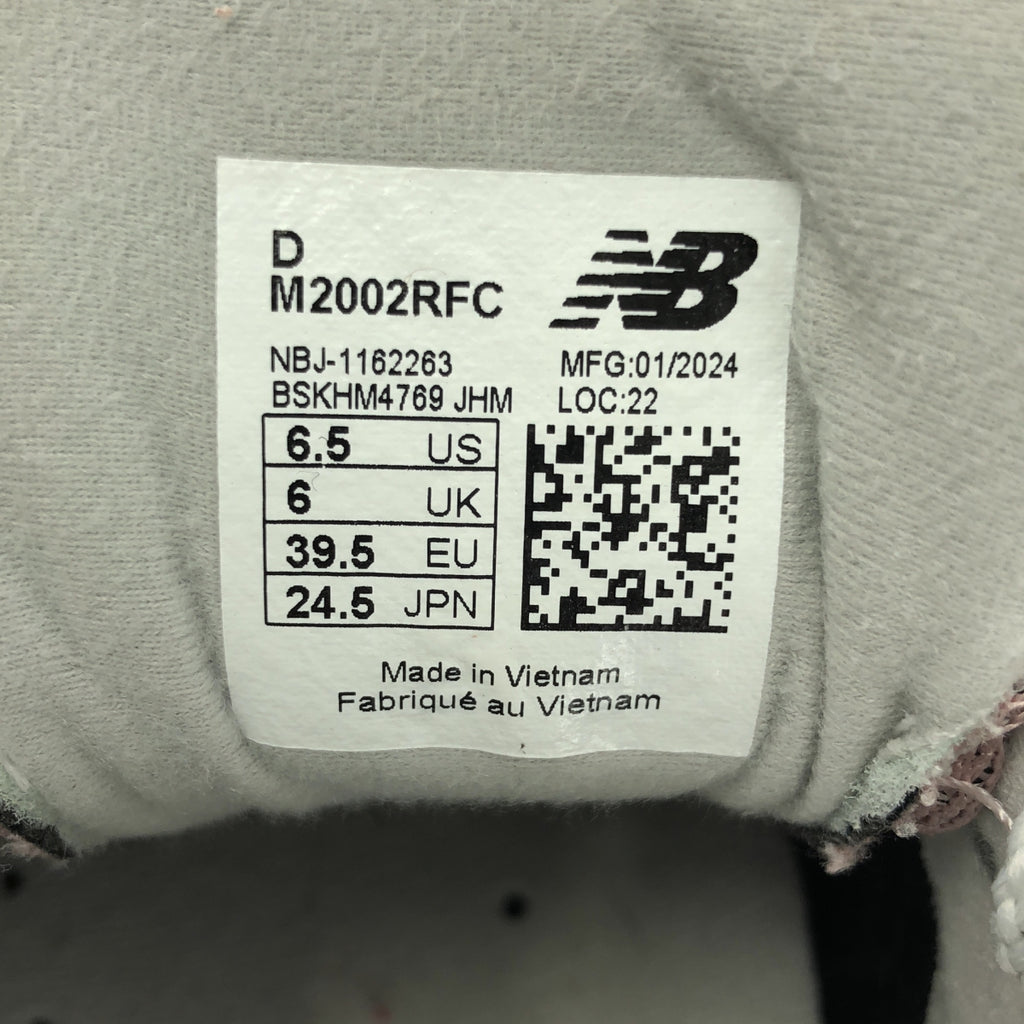 D
M2002RFC
NB
NBJ-1162263
MFG:01/2024
BSKHM4769 JHM
LOC:22
6.5 US
6 UK
39.5 EU
24.5 JPN
Made in Vietnam
Fabriqué au Vietnam